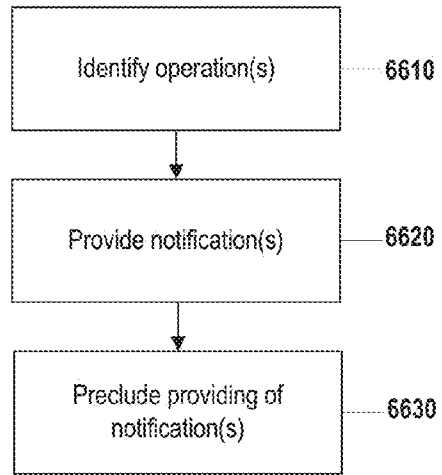 Identify operation(s)
6610
Provide notification(s)
6620
Preclude providing of
notification(s)
6630